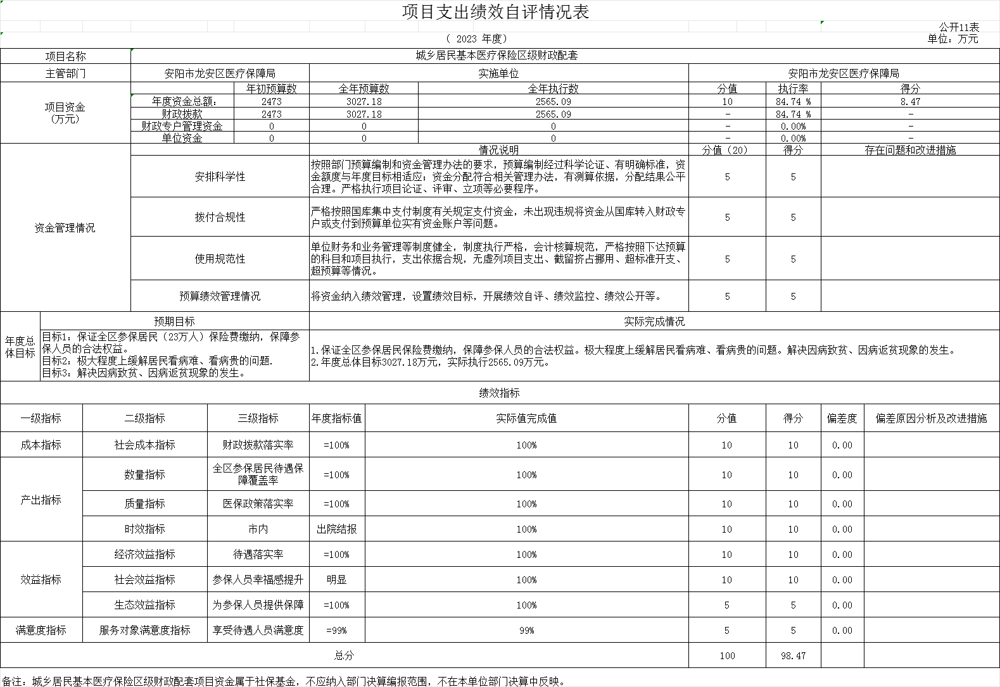 项目支出绩效自评情况表
公开11表
（ 2023 年度） 单位：万元
项目名称 城乡居民基本医疗保险区级财政配套
主管部门 安阳市龙安区医疗保障局 实施单位 安阳市龙安区医疗保障局
项目资金
（万元）
年初预算数 全年预算数 全年执行数 分值 执行率 得分
年度资金总额： 2473 3027.18 2565.09 10 84.74 % 8.47
财政拨款 2473 3027.18 2565.09 – 84.74 % –
财政专户管理资金 0 0 0 – 0.00% –
单位资金 0 0 0 – 0.00% –
资金管理情况
情况说明 分值（20） 得分 存在问题和改进措施
安排科学性
按照部门预算编制和资金管理办法的要求，预算编制经过科学论证、有明确标准，资
金额度与年度目标相适应；资金分配符合相关管理办法，有测算依据，分配结果公平
合理。严格执行项目论证、评审、立项等必要程序。
5 5
拨付合规性
严格按照国库集中支付制度有关规定支付资金，未出现违规将资金从国库转入财政专
户或支付到预算单位实有资金账户等问题。
5 5
使用规范性
单位财务和业务管理等制度健全，制度执行严格，会计核算规范，严格按照下达预算
的科目和项目执行，支出依据合规，无虚列项目支出、截留挤占挪用、超标准开支、
超预算等情况。
5 5
预算绩效管理情况 将资金纳入绩效管理，设置绩效目标，开展绩效自评、绩效监控、绩效公开等。 5 5
年度总
体目标
预期目标 实际完成情况
目标1：保证全区参保居民（23万人）保险费缴纳，保障参
保人员的合法权益。
目标2：极大程度上缓解居民看病难、看病贵的问题.
目标3：解决因病致贫、因病返贫现象的发生。
1.保证全区参保居民保险费缴纳，保障参保人员的合法权益。极大程度上缓解居民看病难、看病贵的问题。解决因病致贫、因病返贫现象的发生。
2.年度总体目标3027.18万元，实际执行2565.09万元。
绩效指标
一级指标 二级指标 三级指标 年度指标值 实际值完成值 分值 得分 偏差度 偏差原因分析及改进措施
成本指标 社会成本指标 财政拨款落实率 =100% 100% 10 10 0.00
产出指标
数量指标
全区参保居民待遇保
障覆盖率
=100% 100% 10 10 0.00
质量指标 医保政策落实率 =100% 100% 10 10 0.00
时效指标 市内 出院结报 100% 10 10 0.00
效益指标
经济效益指标 待遇落实率 =100% 100% 10 10 0.00
社会效益指标 参保人员幸福感提升 明显 100% 10 10 0.00
生态效益指标 为参保人员提供保障 =100% 100% 5 5 0.00
满意度指标 服务对象满意度指标 享受待遇人员满意度 =99% 99% 5 5 0.00
总分 100 98.47
备注：城乡居民基本医疗保险区级财政配套项目资金属于社保基金，不应纳入部门决算编报范围，不在本单位部门决算中反映。